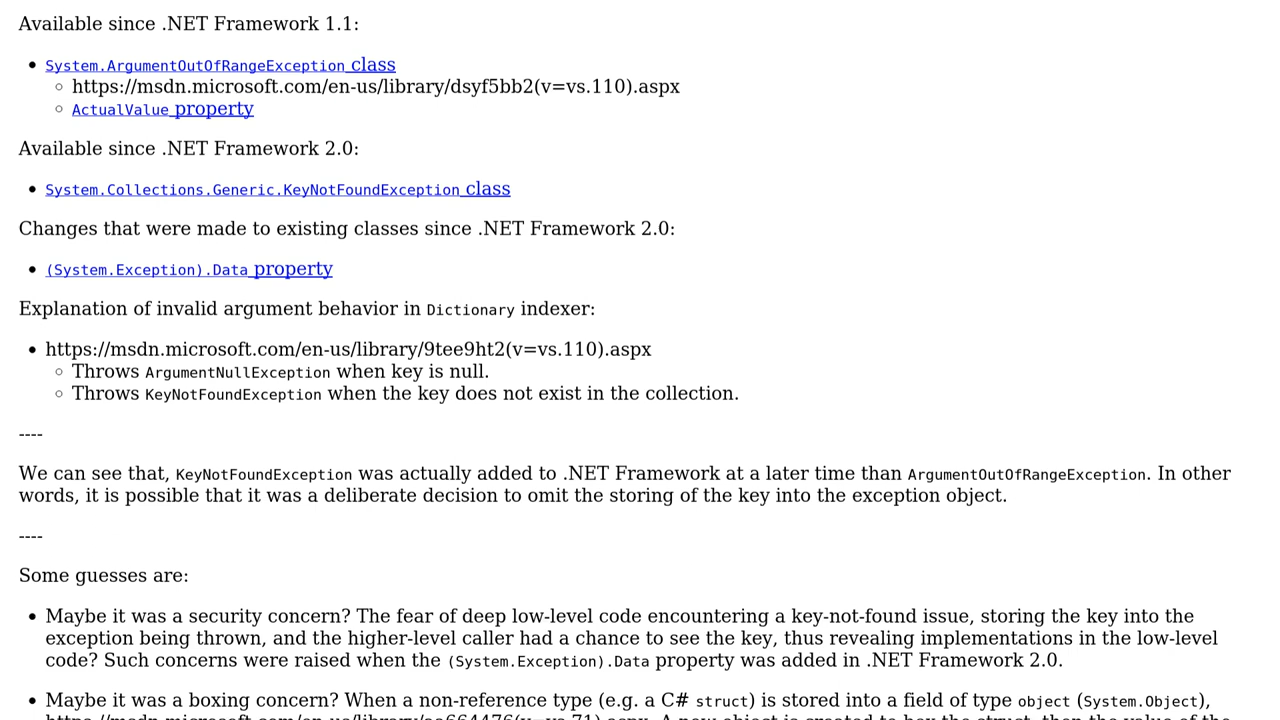 Available since .NET Framework 1.1:
System.ArgumentOutOfRangeException class
https://msdn.microsoft.com/en-us/library/dsyf5bb2(v=vs.110).aspx
ActualValue property
Available since .NET Framework 2.0:
System.Collections.Generic.KeyNotFoundException class
Changes that were made to existing classes since .NET Framework 2.0:
(System.Exception).Data property
Explanation of invalid argument behavior in Dictionary indexer:
https://msdn.microsoft.com/en-us/library/9tee9ht2(v=vs.110).aspx
Throws ArgumentNullException when key is null.
Throws KeyNotFoundException when the key does not exist in the collection.
----
We can see that, KeyNotFoundException was actually added to .NET Framework at a later time than ArgumentOutOfRangeException. In other
words, it is possible that it was a deliberate decision to omit the storing of the key into the exception object.
----
Some guesses are:
Maybe it was a security concern? The fear of deep low-level code encountering a key-not-found issue, storing the key into the
exception being thrown, and the higher-level caller had a chance to see the key, thus revealing implementations in the low-level
code? Such concerns were raised when the (System.Exception).Data property was added in .NET Framework 2.0.
Maybe it was a boxing concern? When a non-reference type (e.g. a C# struct) is stored into a field of type object (System.Object),